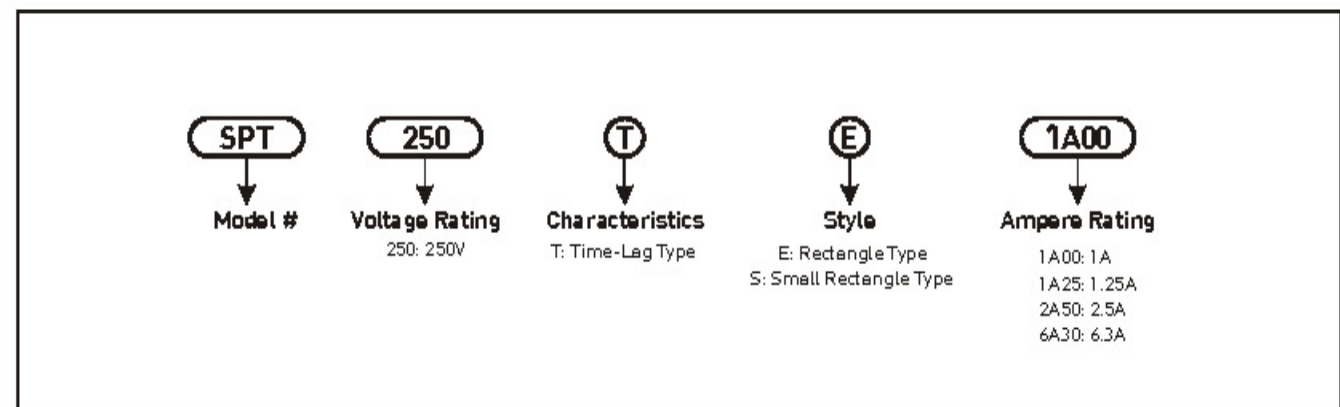 SPT 250 T E 1A00
Model # Voltage Rating Characteristics Style Ampere Rating
250: 250V T: Time-Lag Type E: Rectangle Type 1A00: 1A
S: Small Rectangle Type 1A25: 1.25A
2A50: 2.5A
6A30: 6.3A